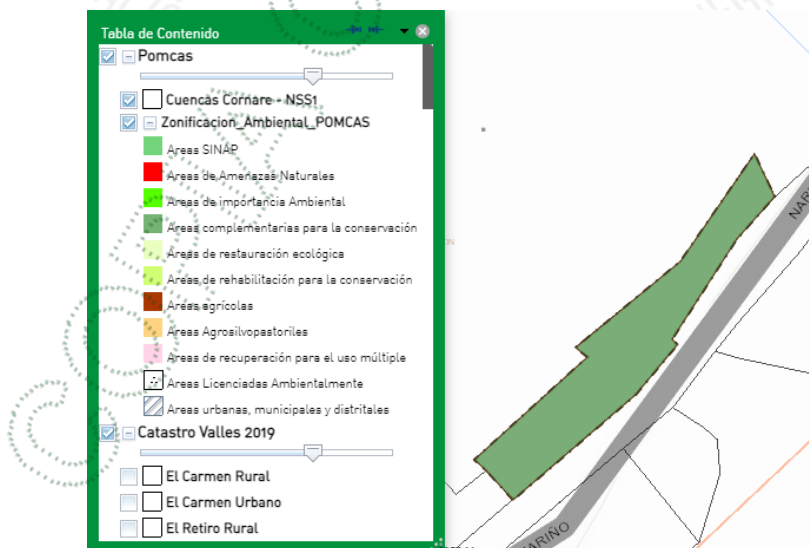 Tabla de Contenido
Pomcas
Cuencas Cornare - NSS1
Zonificacion_Ambiental_POMCAS
Areas SINAP
Areas de Amenazas Naturales
Areas de importancia Ambiental
Areas complementarias para la conservación
Areas de restauración ecológica
Areas de rehabilitación para la conservación
Areas agrícolas
Areas Agrosilvopastoriles
Areas de recuperación para el uso múltiple
Areas Licenciadas Ambientalmente
Areas urbanas, municipales y distritales
Catastro Valles 2019
El Carmen Rural
El Carmen Urbano
El Retiro Rural
NARI
ARIÑO